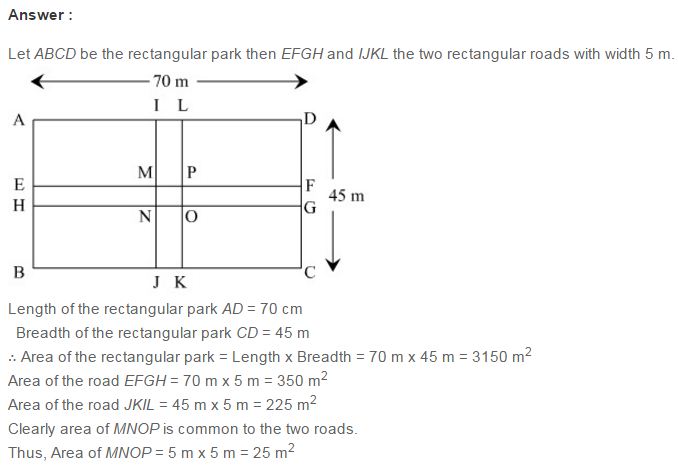 Answer :
Let ABCD be the rectangular park then EFGH and IJKL the two rectangular roads with width 5 m.
70 m
I L
A D
M P
E F
45 m
H G
N O
B C
J K
Length of the rectangular park AD = 70 cm
Breadth of the rectangular park CD = 45 m
∴ Area of the rectangular park = Length x Breadth = 70 m x 45 m = 3150 m²
Area of the road EFGH = 70 m x 5 m = 350 m²
Area of the road JKIL = 45 m x 5 m = 225 m²
Clearly area of MNOP is common to the two roads.
Thus, Area of MNOP = 5 m x 5 m = 25 m²